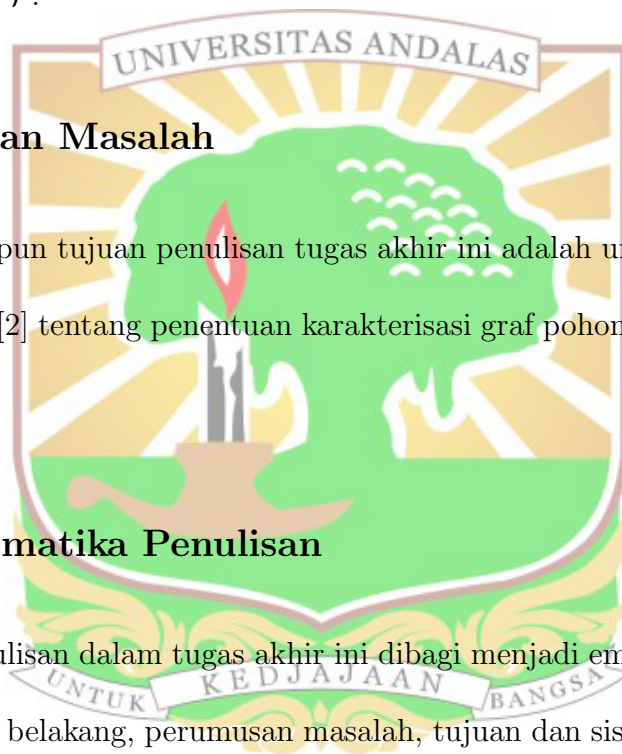 UNIVERSITAS ANDALAS
an Masalah
pun tujuan penulisan tugas akhir ini adalah
[2] tentang penentuan karakterisasi graf pohon
matika Penulisan
ulisan dalam tugas akhir ini dibagi menjadi em
UNTUK KEDJAJAAN BANGSA
belakang, perumusan masalah, tujuan dan sis